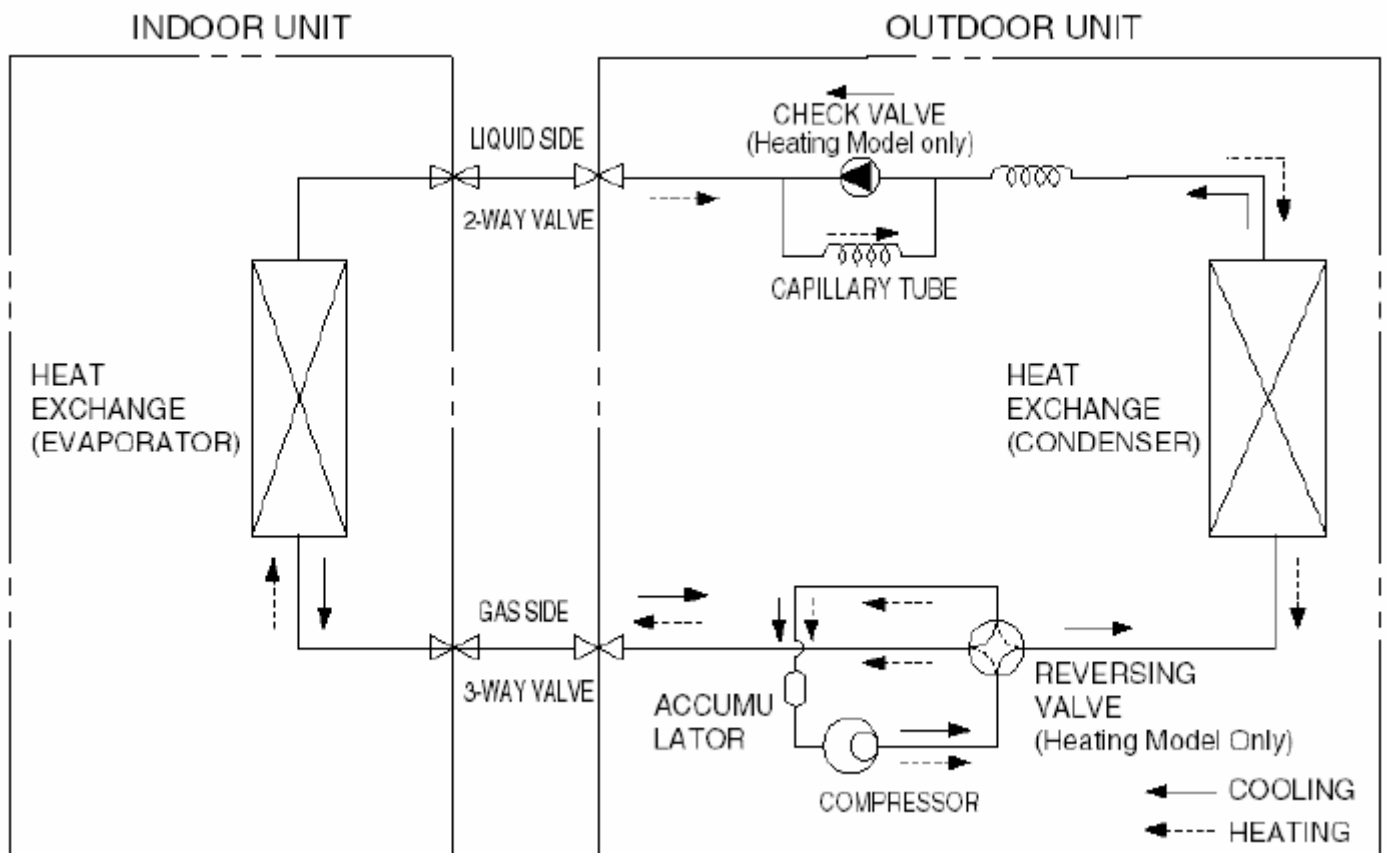 INDOOR UNIT
OUTDOOR UNIT
CHECK VALVE
(Heating Model only)
LIQUID SIDE
2-WAY VALVE
CAPILLARY TUBE
HEAT
EXCHANGE
(EVAPORATOR)
HEAT
EXCHANGE
(CONDENSER)
GAS SIDE
3-WAY VALVE
ACCUMU
LATOR
COMPRESSOR
REVERSING
VALVE
(Heating Model Only)
COOLING
HEATING